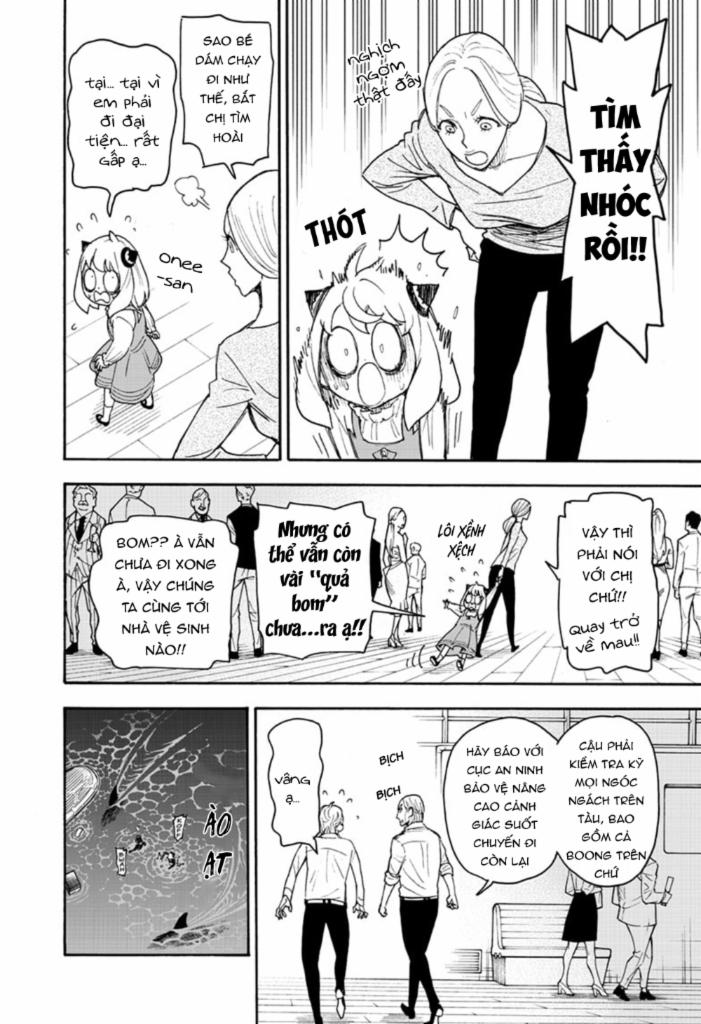 TÌM
THẤY
NHÓC
RỒI!!
nghịch
ngợm
thật đấy
THÓT
SAO BÉ
DÁM CHẠY
ĐI NHƯ
THẾ, BẮT
CHỊ TÌM
HOÀI
Onee
-san
tại... tại vì
em phải
đi đại
tiện... rất
gấp ạ...
VẬY THÌ
PHẢI NÓI
VỚI CHỊ
CHỨ!!
Quay trở
về mau!!
LÔI XỀNH
XỆCH
Nhưng có
thể vẫn còn
vài "quả
bom"
chưa...ra ạ!!
BOM?? À VẪN
CHƯA ĐI XONG
À, VẬY CHÚNG
TA CÙNG TỚI
NHÀ VỆ SINH
NÀO!!
CẬU PHẢI
KIỂM TRA KỸ
MỌI NGÓC
NGÁCH TRÊN
TÀU, BAO
GỒM CẢ
BOONG TRÊN
CHỨ
HÃY BÁO VỚI
CỤC AN NINH
BẢO VỆ NÂNG
CAO CẢNH
GIÁC SUỐT
CHUYẾN ĐI
CÒN LẠI
BỊCH
BỊCH
vâng
ạ...
ÀO
ẠT